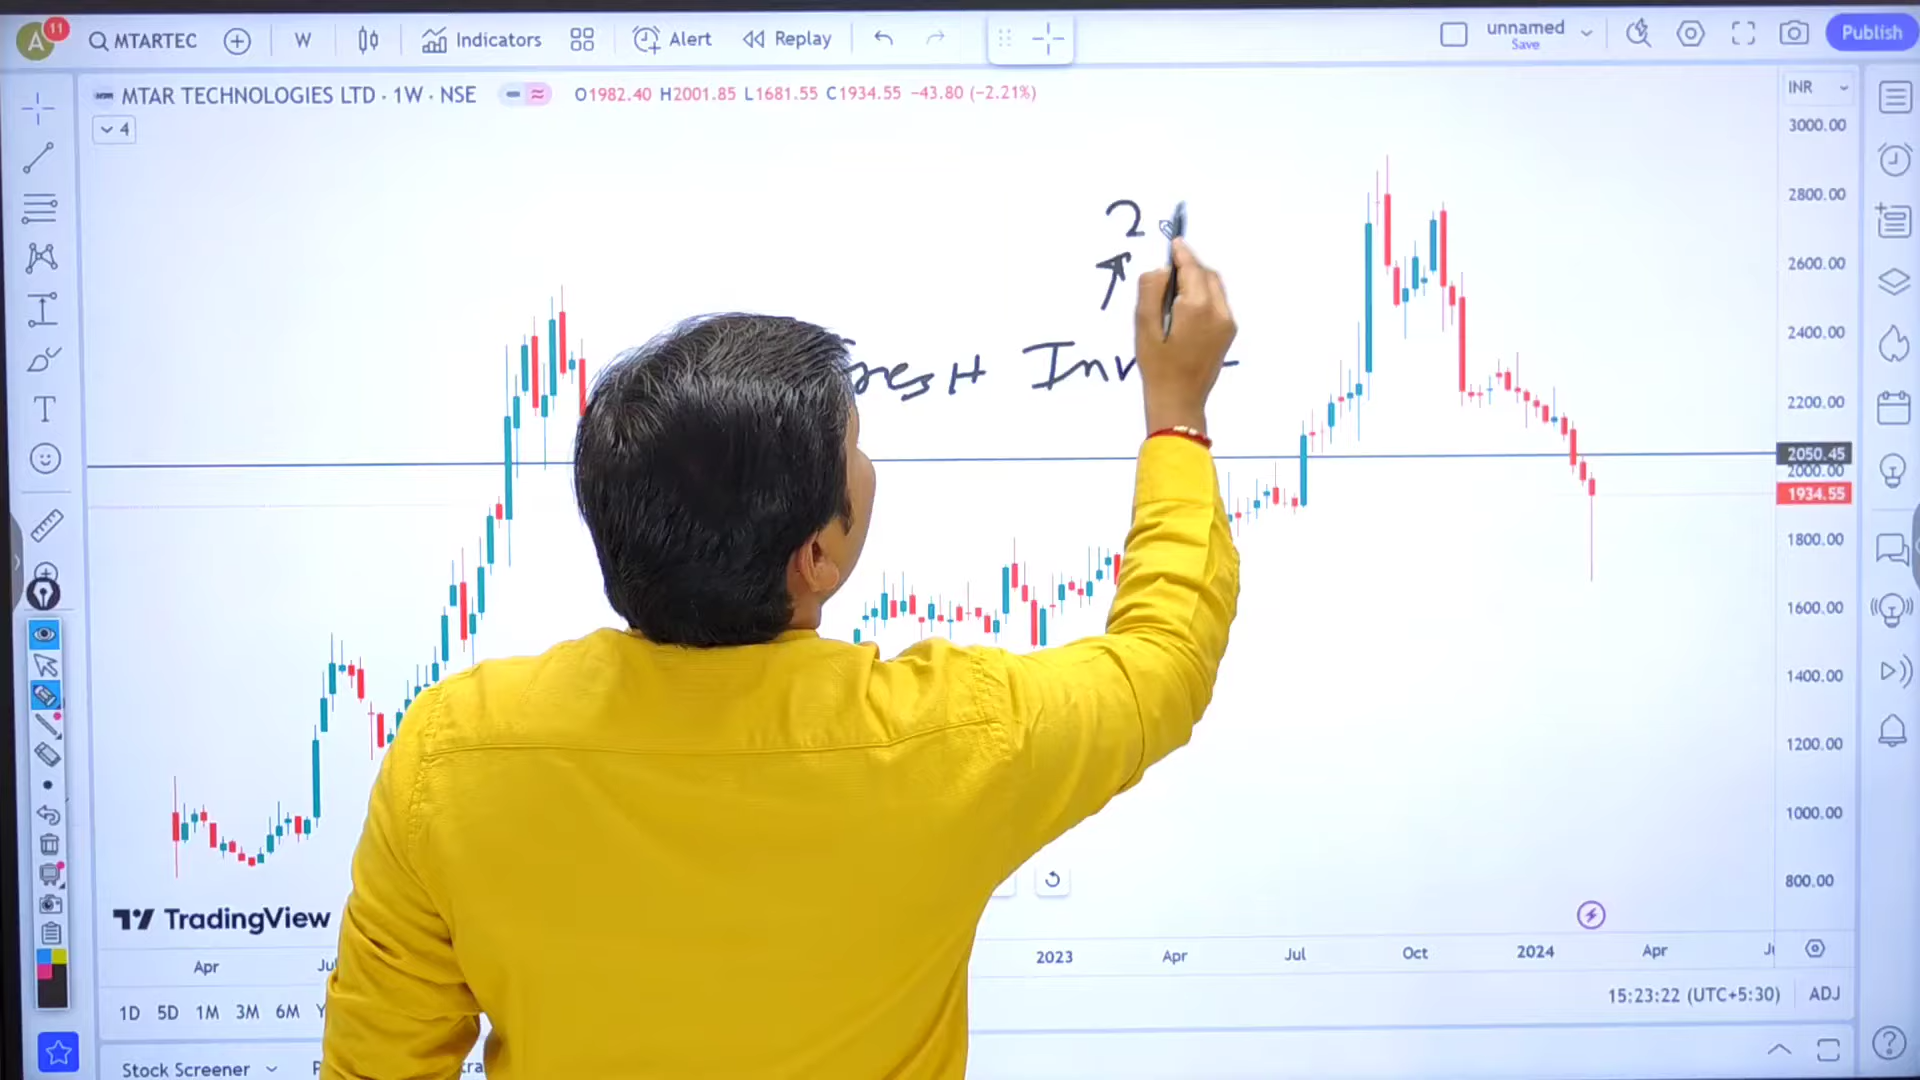 A 11 MTARTEC W Indicators Alert Replay unnamed Save Publish
MTAR TECHNOLOGIES LTD · 1W · NSE O1982.40 H2001.85 L1681.55 C1934.55 −43.80 (−2.21%) INR
4
3000.00
2800.00
2
2600.00
2400.00
resh Inv
2200.00
2050.45
2000.00
1934.55
1800.00
1600.00
1400.00
1200.00
1000.00
800.00
TradingView
Apr 2023 Apr Jul Oct 2024 Apr
1D 5D 1M 3M 6M 15:23:22 (UTC+5:30) ADJ
Stock Screener